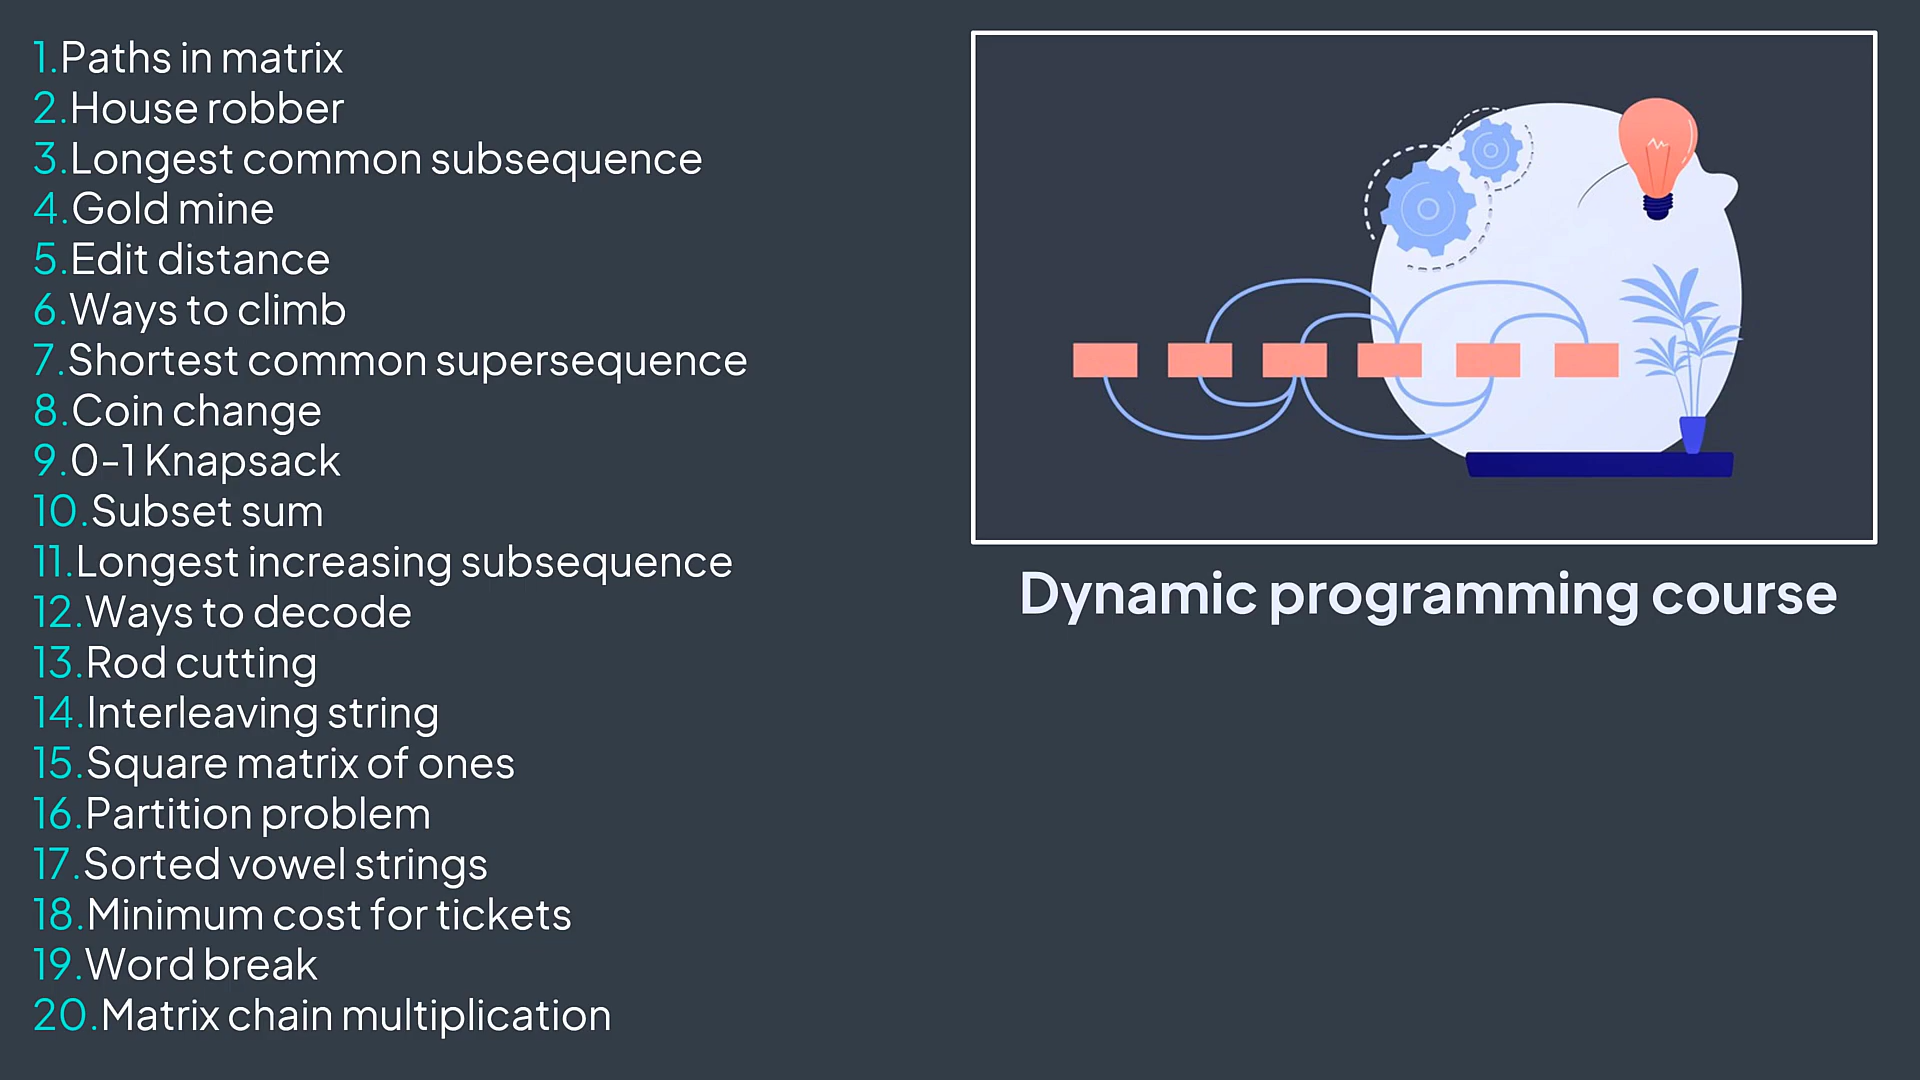 1.Paths in matrix
2.House robber
3.Longest common subsequence
4.Gold mine
5.Edit distance
6.Ways to climb
7.Shortest common supersequence
8.Coin change
9.0-1 Knapsack
10.Subset sum
11.Longest increasing subsequence
12.Ways to decode
13.Rod cutting
14.Interleaving string
15.Square matrix of ones
16.Partition problem
17.Sorted vowel strings
18.Minimum cost for tickets
19.Word break
20.Matrix chain multiplication
Dynamic programming course